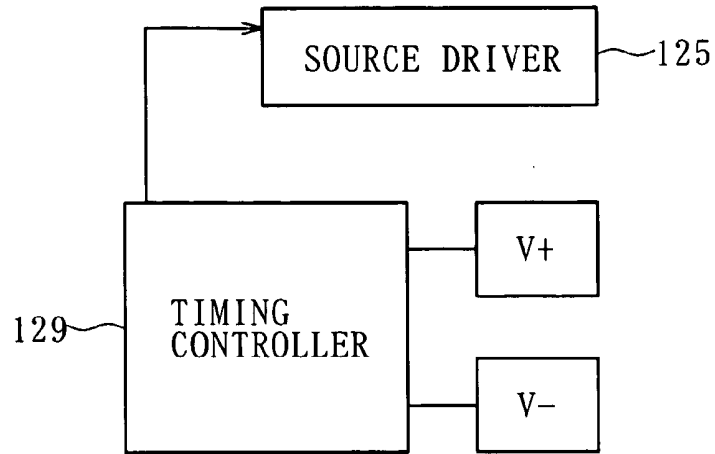 SOURCE DRIVER
125
V+
129
TIMING
CONTROLLER
V-